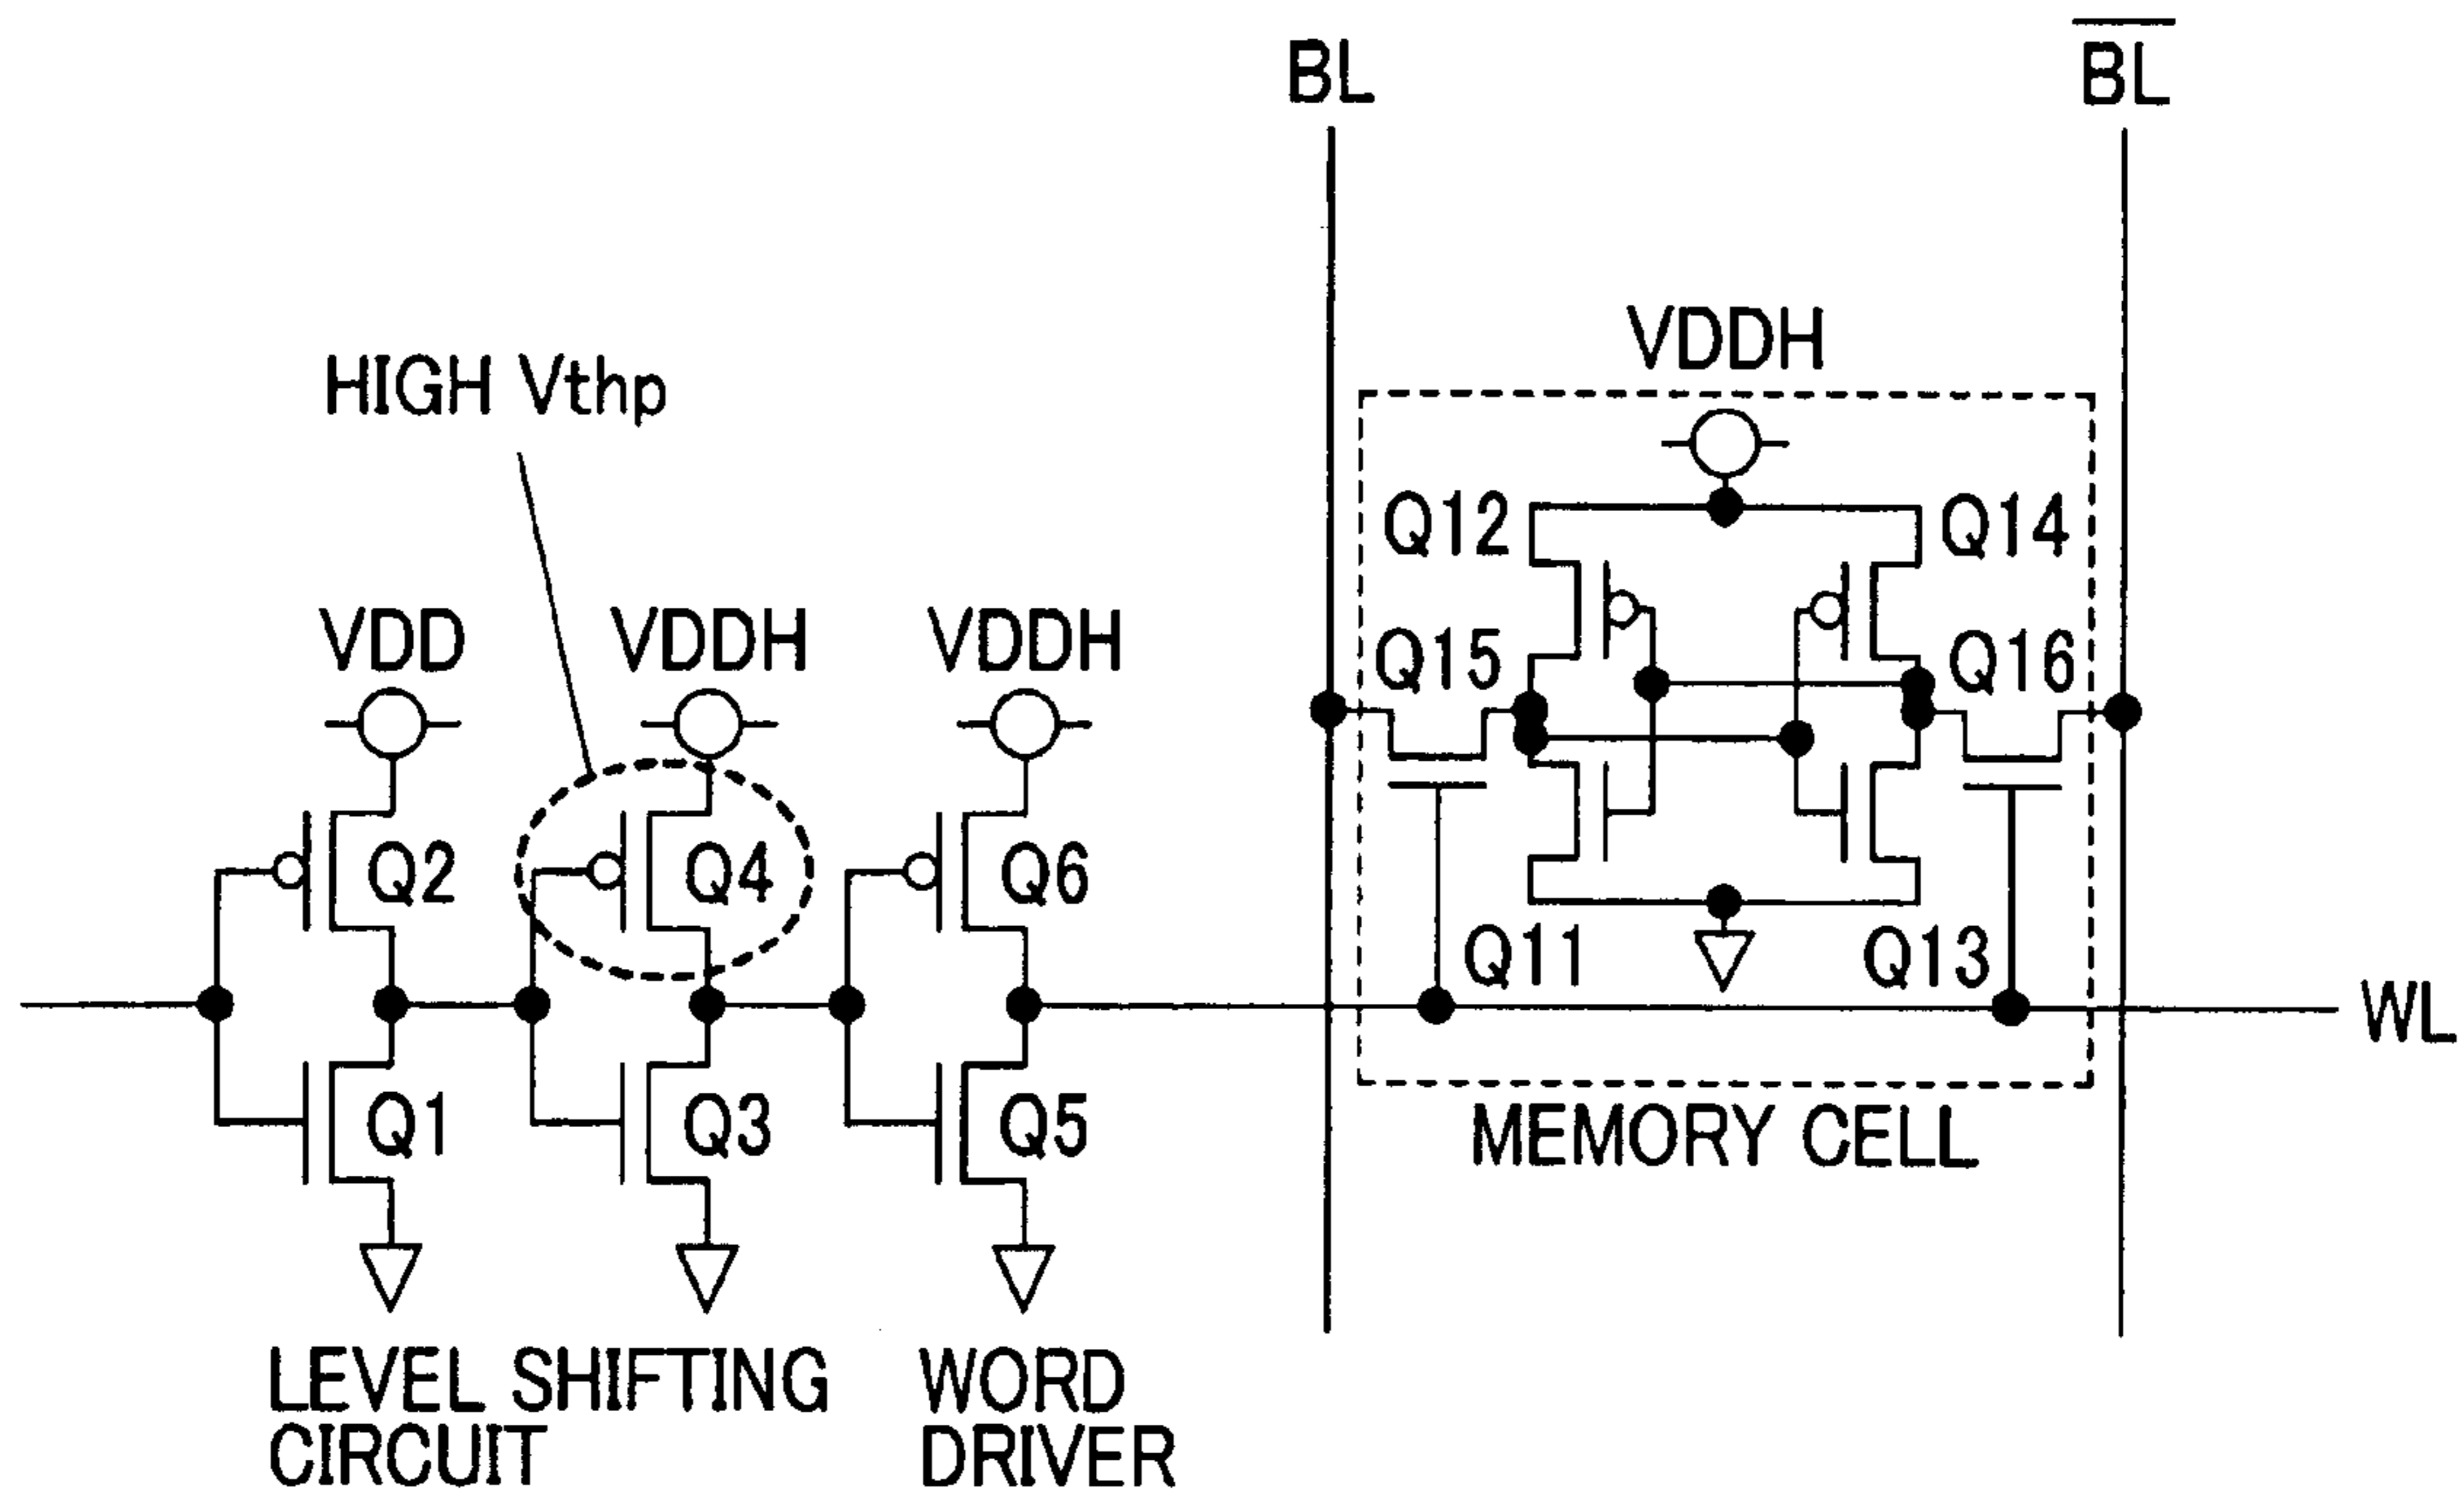 BL
B̅L̅
VDDH
HIGH Vthp
Q12
Q14
VDD
VDDH
VDDH
Q15
Q16
Q2
Q4
Q6
Q11
Q13
WL
Q1
Q3
Q5
MEMORY CELL
LEVEL SHIFTING
CIRCUIT
WORD
DRIVER